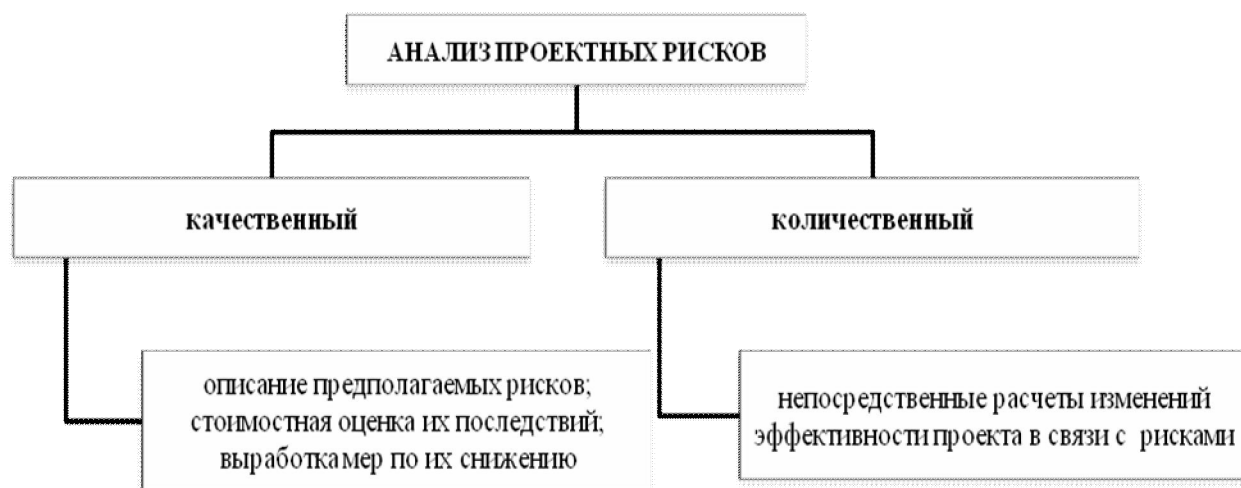 АНАЛИЗ ПРОЕКТНЫХ РИСКОВ
качественный
количественный
описание предполагаемых рисков;
стоимостная оценка их последствий;
выработка мер по их снижению
непосредственные расчеты изменений
эффективности проекта в связи с рисками